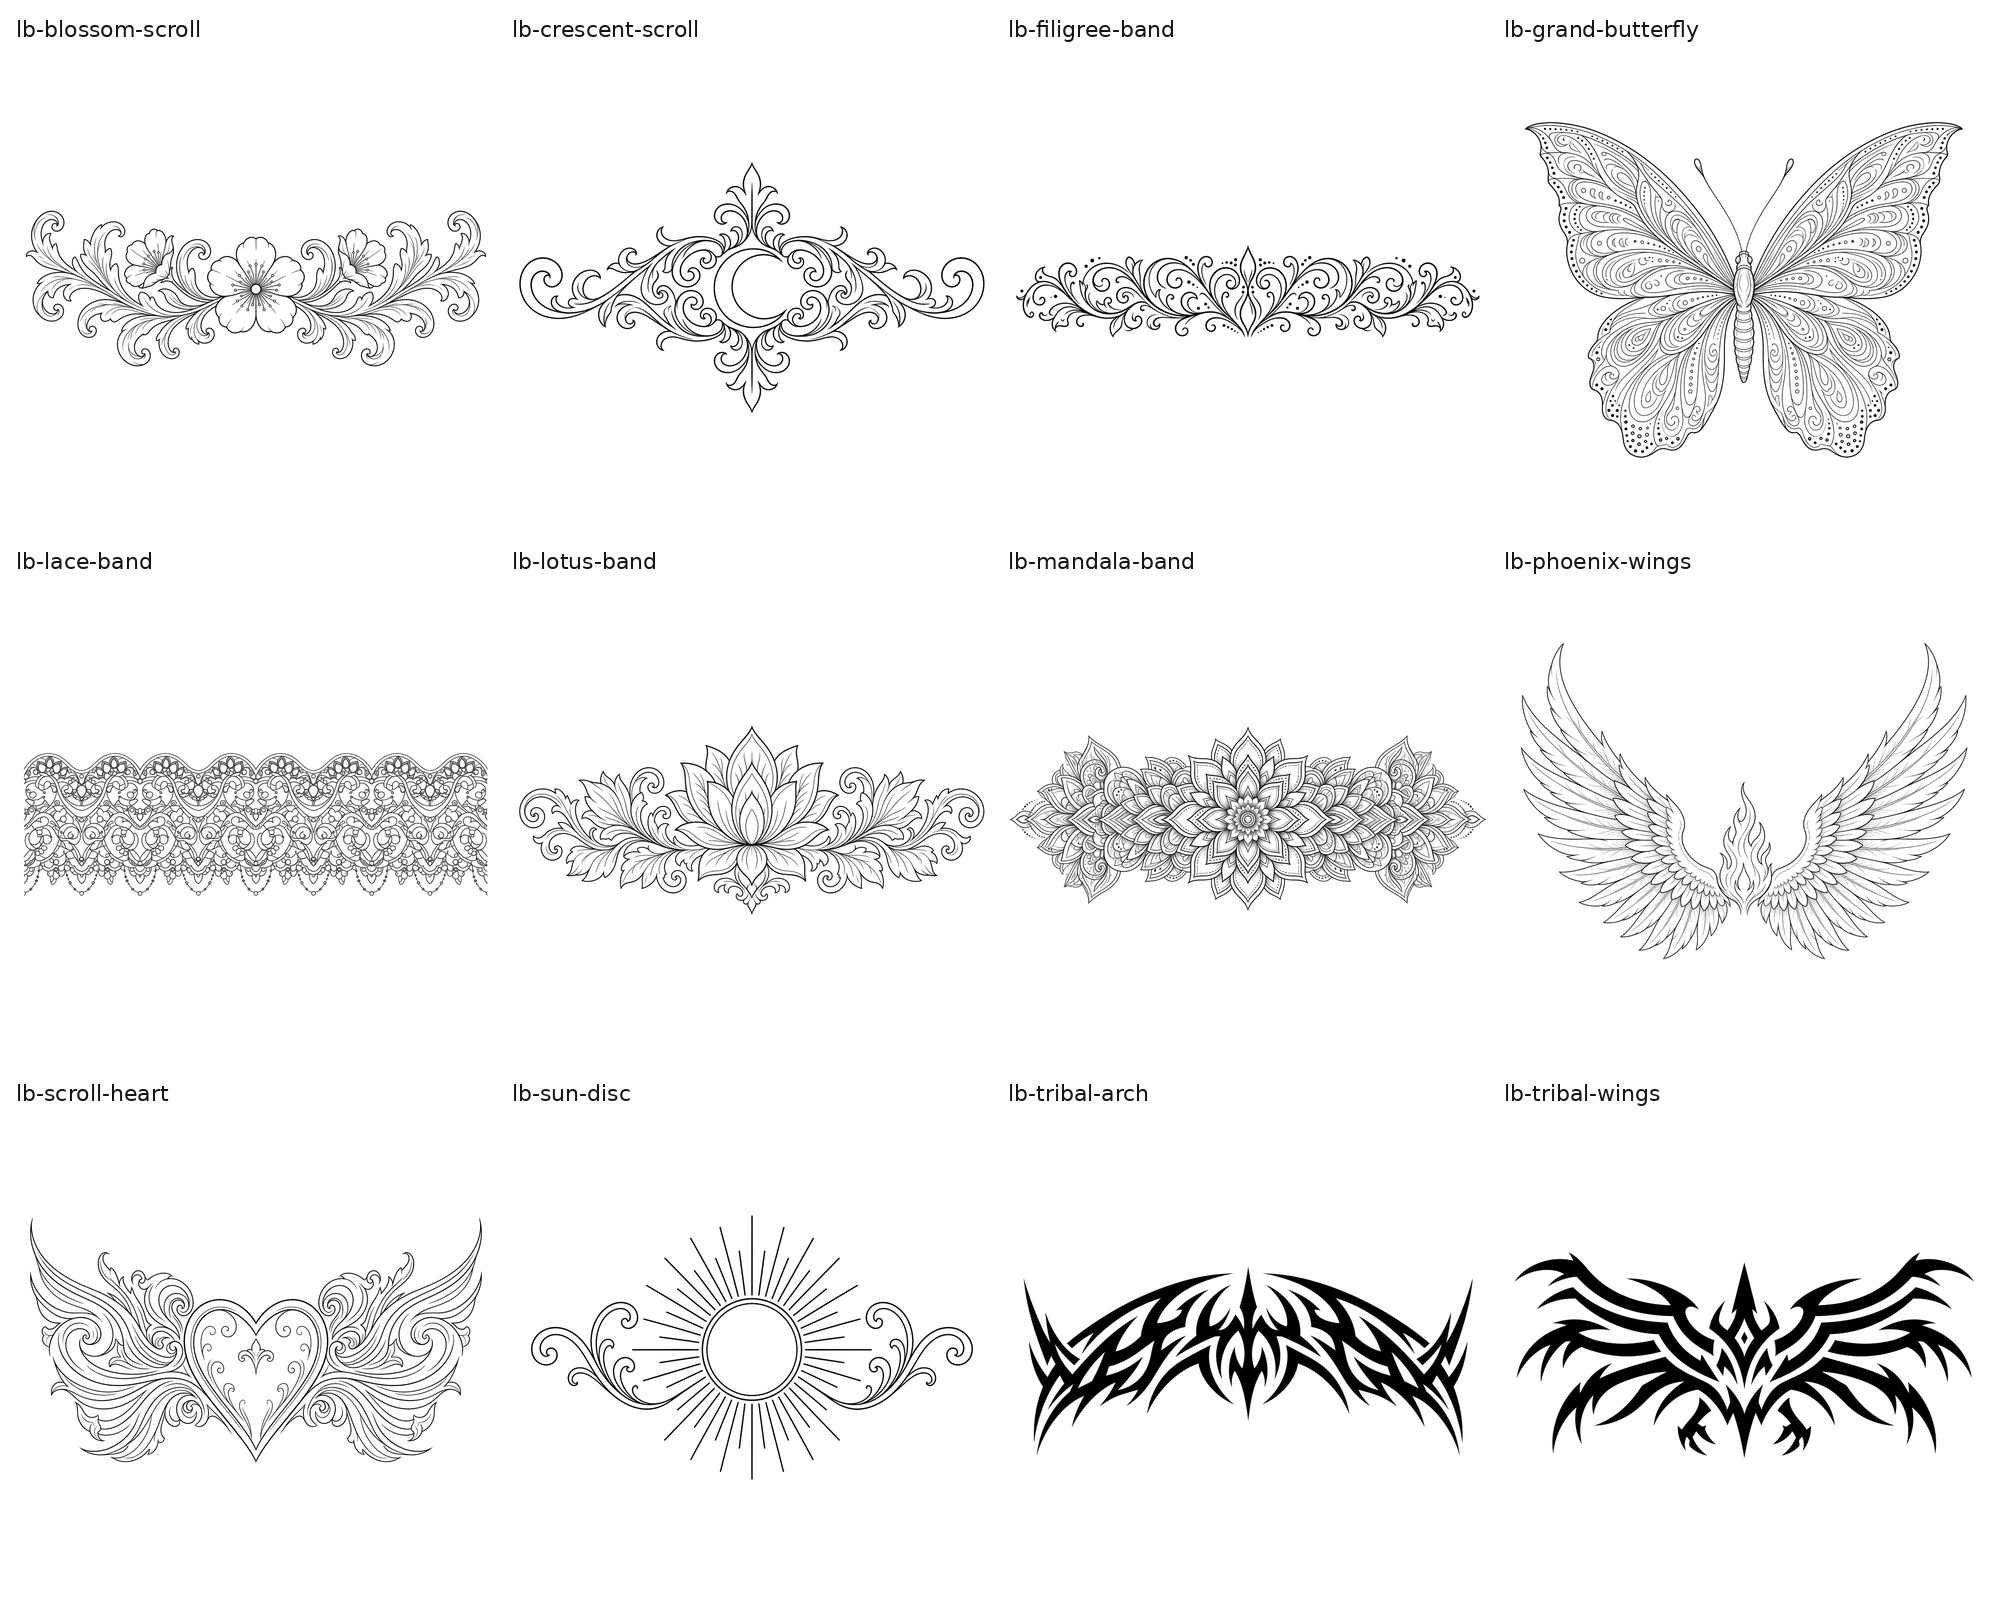 lb-blossom-scroll
lb-crescent-scroll
lb-filigree-band
lb-grand-butterfly
lb-lace-band
lb-lotus-band
lb-mandala-band
lb-phoenix-wings
lb-scroll-heart
lb-sun-disc
lb-tribal-arch
lb-tribal-wings